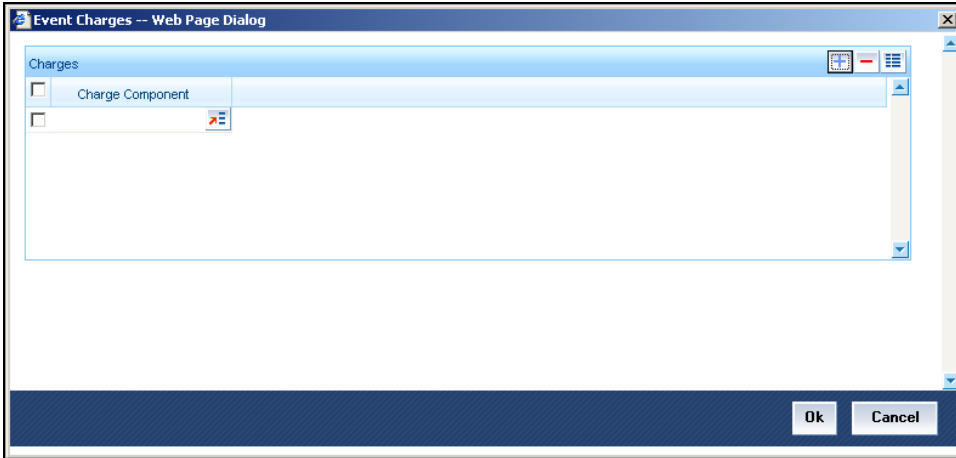 Event Charges -- Web Page Dialog
Charges
Charge Component
Ok
Cancel